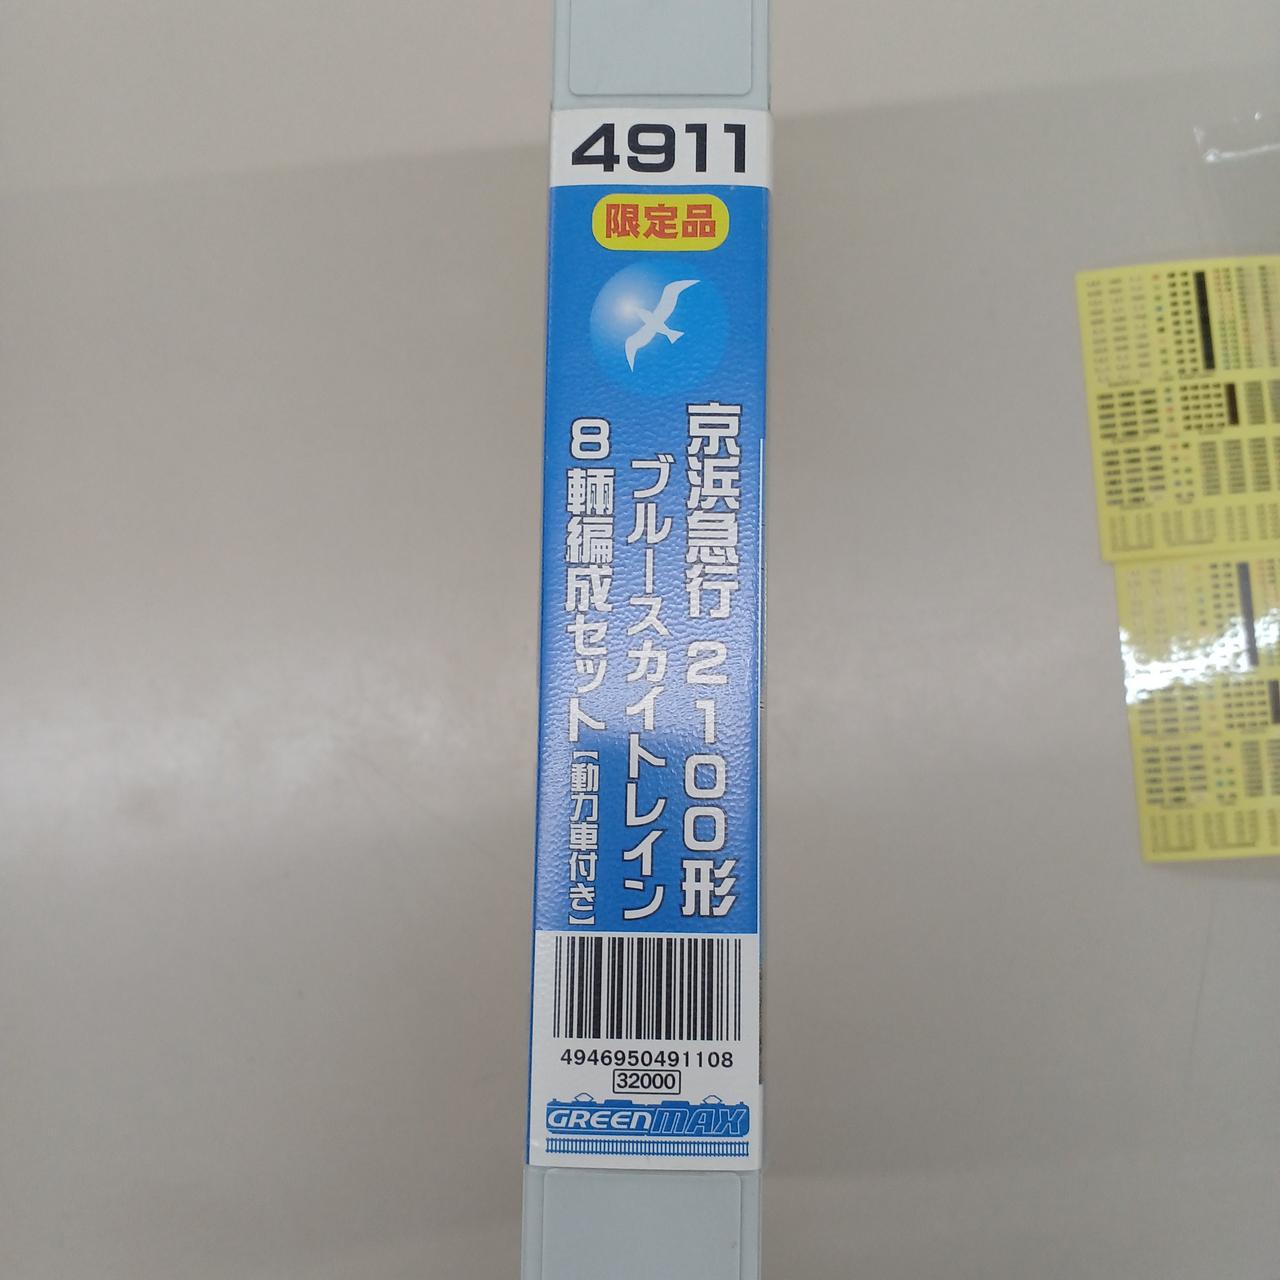 4911
限定品
京浜急行 2100形
ブルースカイトレイン
8輛編成セット【動力車付き】
4946950491108
32000
GREENMAX